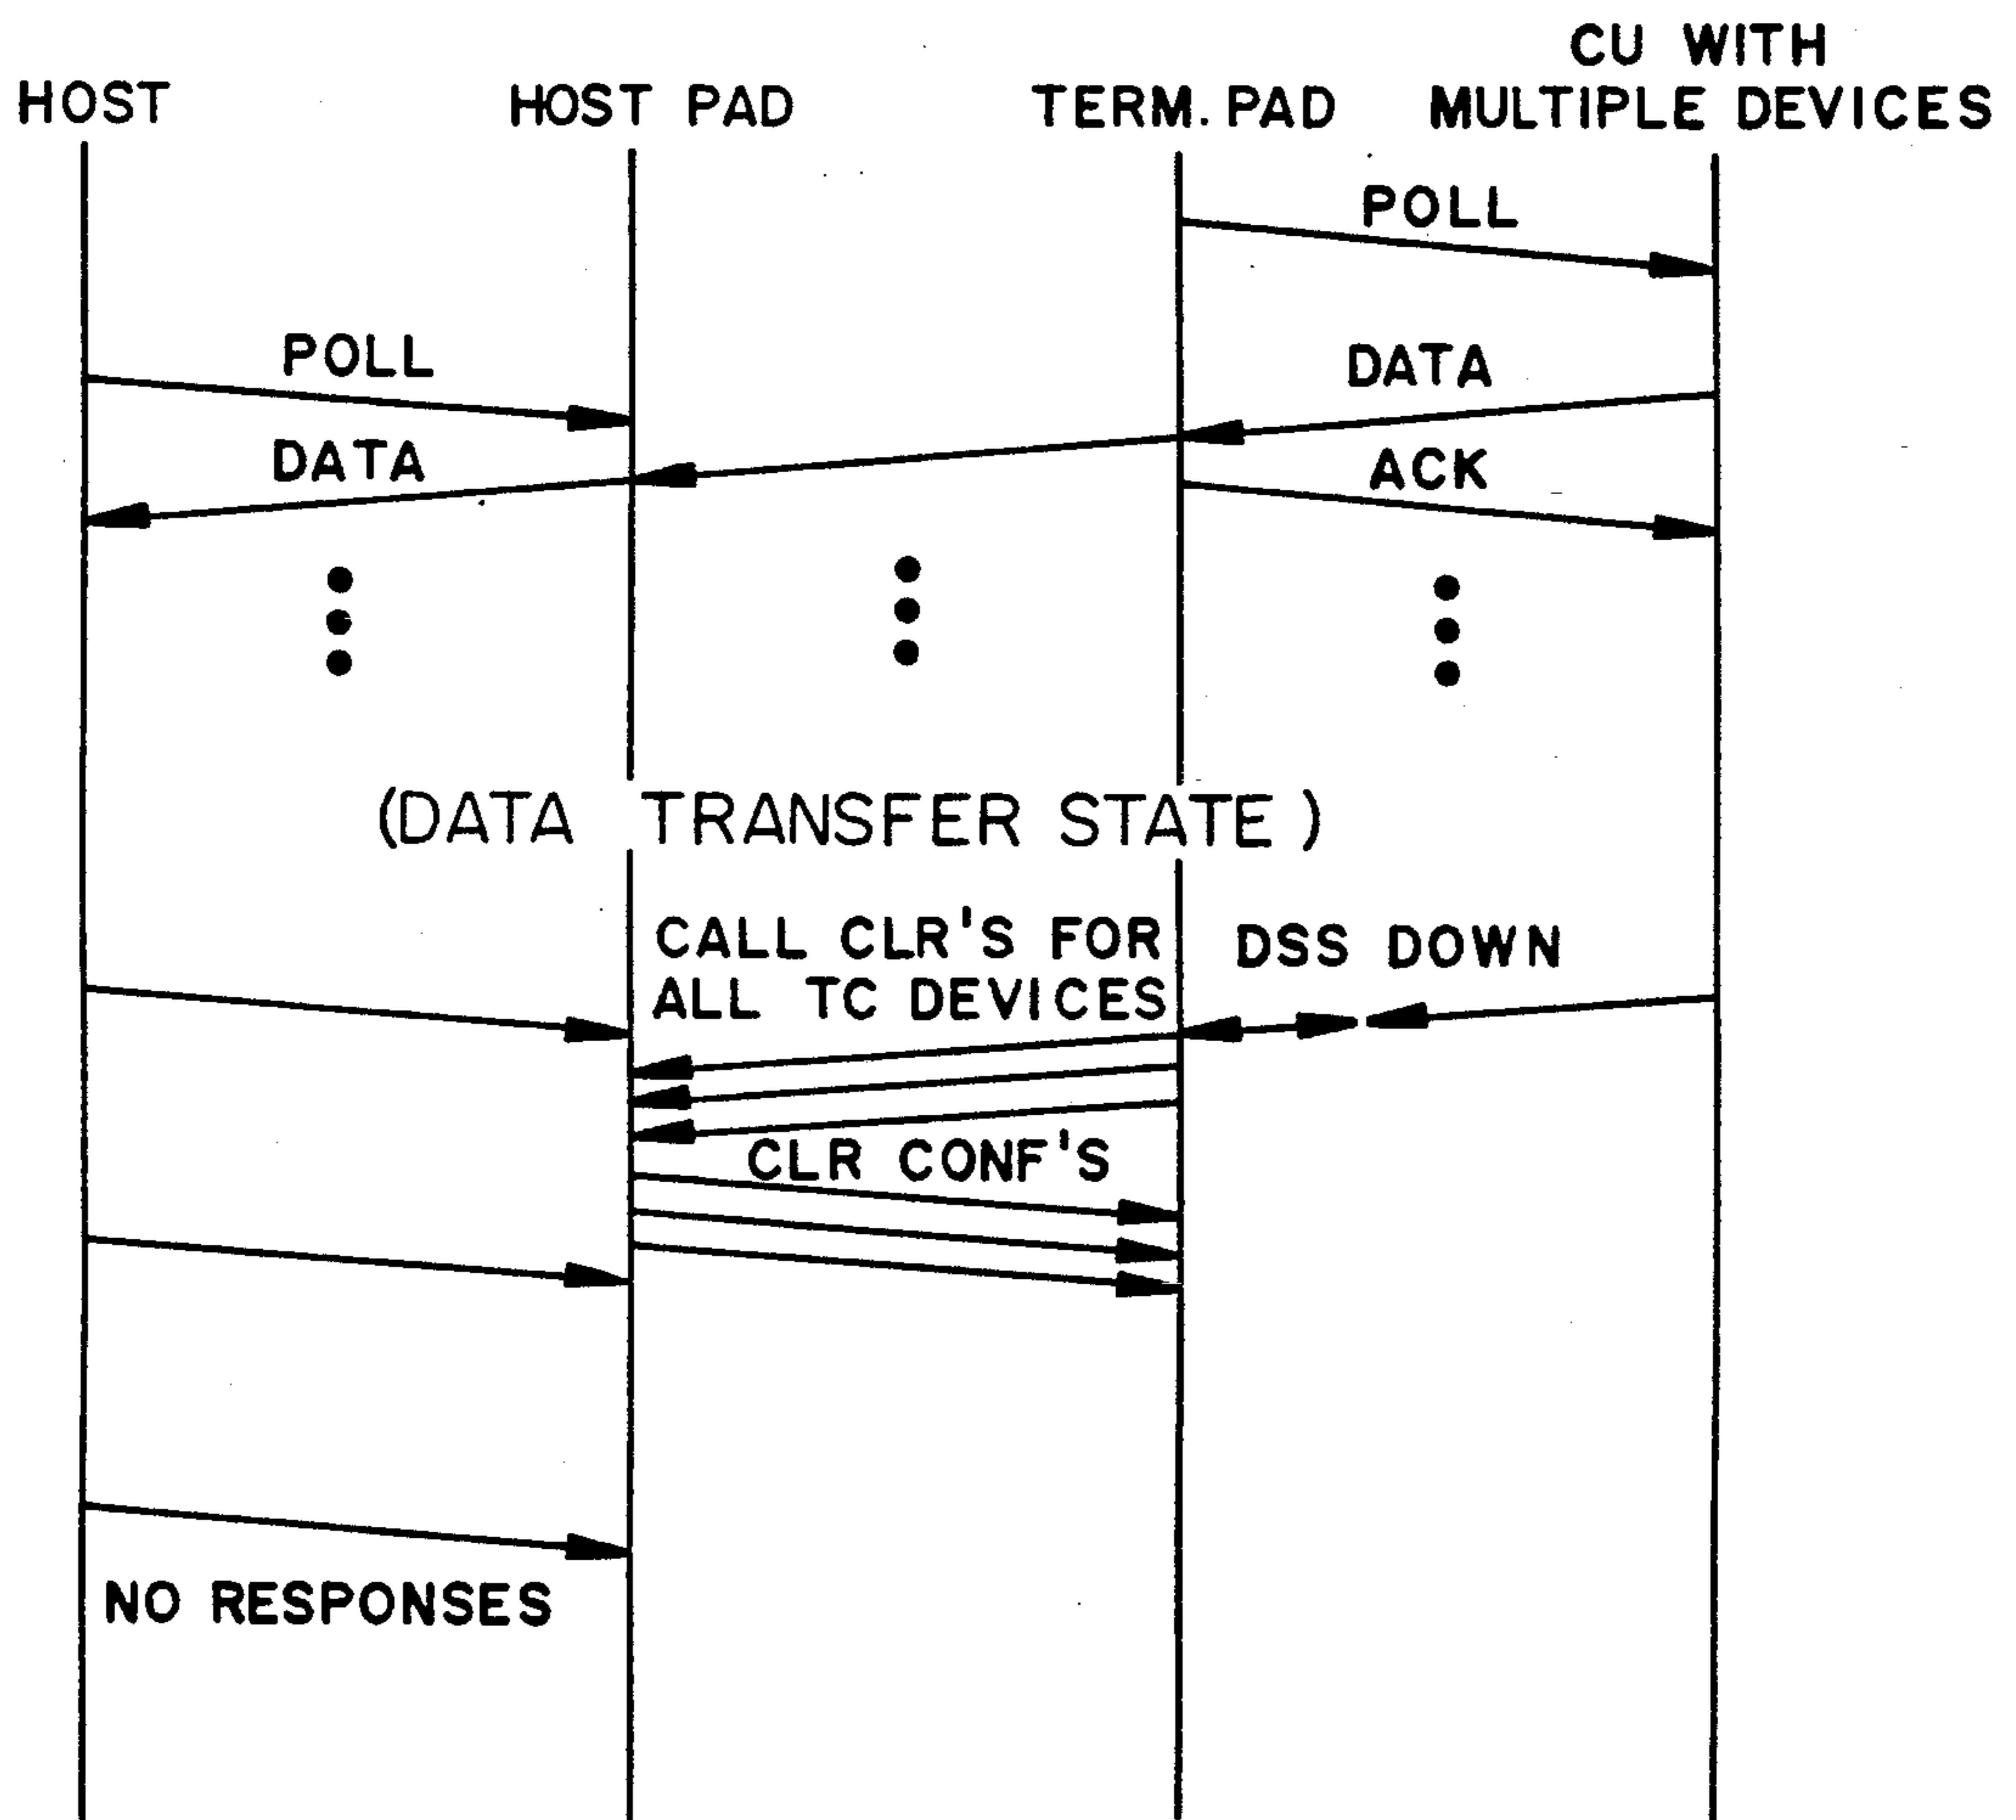 HOST
HOST PAD
TERM. PAD
CU WITH
MULTIPLE DEVICES
POLL
POLL
DATA
DATA
ACK
(DATA TRANSFER STATE)
CALL CLR'S FOR
ALL TC DEVICES
DSS DOWN
CLR CONF'S
NO RESPONSES